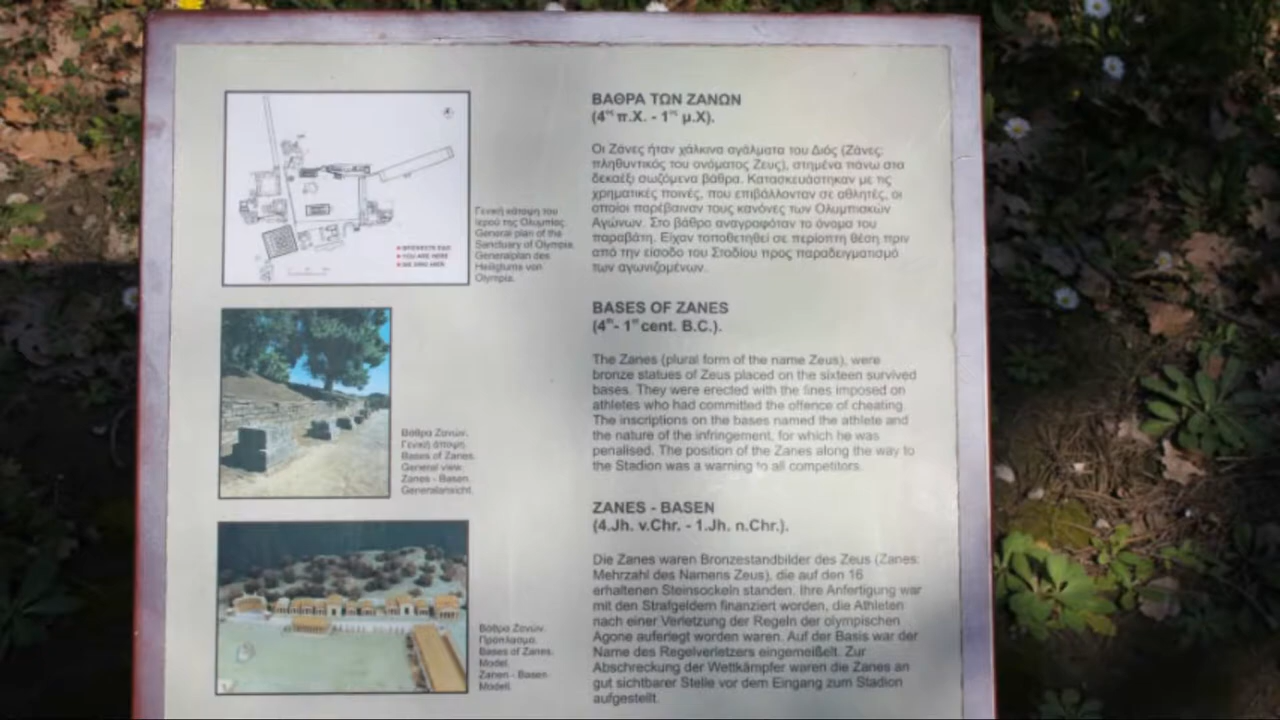 ΒΑΘΡΑ ΤΩΝ ΖΑΝΩΝ
(4ος π.Χ. - 1ος μ.Χ).
Οι Ζάνες ήταν χάλκινα αγάλματα του Διός (Ζάνες:
πληθυντικός του ονόματος Ζευς), στημένα πάνω στα
δεκαέξι σωζόμενα βάθρα. Κατασκευάστηκαν με τις
χρηματικές ποινές, που επιβάλλονταν σε αθλητές, οι
οποίοι παρέβαιναν τους κανόνες των Ολυμπιακών
Αγώνων. Στο βάθρο αναγραφόταν το όνομα του
παραβάτη. Είχαν τοποθετηθεί σε περίοπτη θέση πριν
από την είσοδο του Σταδίου προς παραδειγματισμό
των αγωνιζομένων.
BASES OF ZANES
(4th- 1st cent. B.C.).
The Zanes (plural form of the name Zeus), were
bronze statues of Zeus placed on the sixteen survived
bases. They were erected with the fines imposed on
athletes who had committed the offence of cheating.
The inscriptions on the bases named the athlete and
the nature of the infringement, for which he was
penalised. The position of the Zanes along the way to
the Stadion was a warning to all competitors.
ZANES - BASEN
(4.Jh. v.Chr. - 1.Jh. n.Chr.).
Die Zanes waren Bronzestandbilder des Zeus (Zanes:
Mehrzahl des Namens Zeus), die auf den 16
erhaltenen Steinsockeln standen. Ihre Anfertigung war
mit den Strafgeldern finanziert worden, die Athleten
nach einer Verletzung der Regeln der olympischen
Agone auferlegt worden waren. Auf der Basis war der
Name des Regelverletzers eingemeißelt. Zur
Abschreckung der Wettkämpfer waren die Zanes an
gut sichtbarer Stelle vor dem Eingang zum Stadion
aufgestellt.
Γενική κάτοψη του
Ιερού της Ολυμπίας.
General plan of the
Sanctuary of Olympia.
Generalplan des
Heiligtums von
Olympia.
ΒΡΙΣΚΕΣΤΕ ΕΔΩ
YOU ARE HERE
SIE SIND HIER
Βάθρα Ζανών.
Γενική άποψη.
Bases of Zanes.
General view.
Zanes - Basen.
Generalansicht.
Βάθρα Ζανών.
Πρόπλασμα.
Bases of Zanes.
Model.
Zanen - Basen.
Modell.